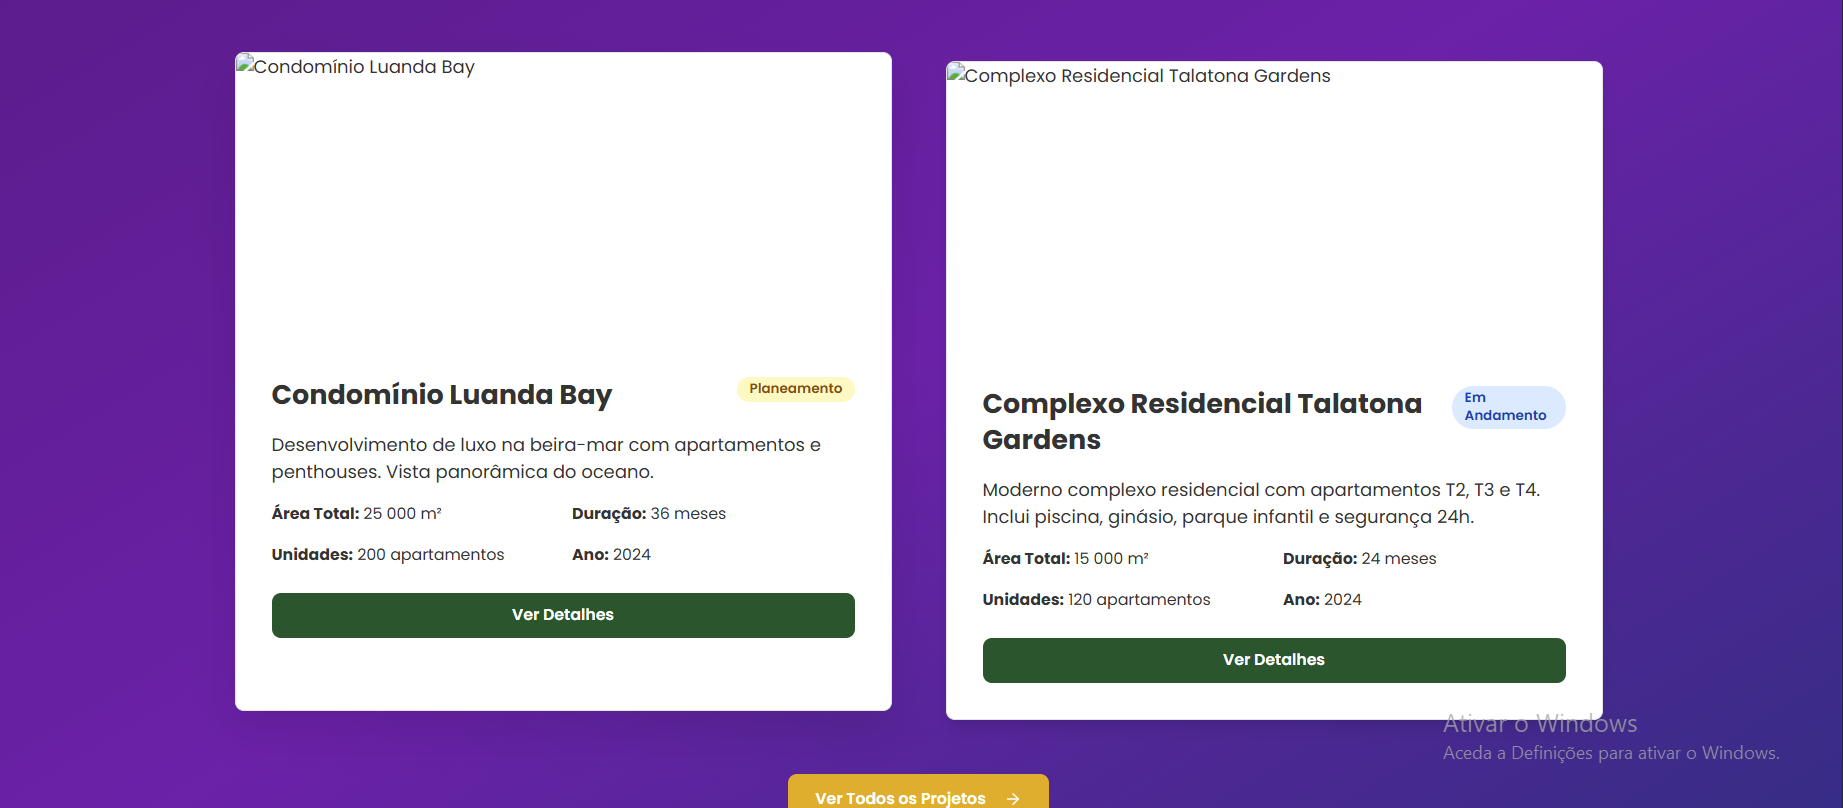 Condomínio Luanda Bay
Condomínio Luanda Bay
Planeamento
Desenvolvimento de luxo na beira-mar com apartamentos e
penthouses. Vista panorâmica do oceano.
Área Total: 25 000 m²
Duração: 36 meses
Unidades: 200 apartamentos
Ano: 2024
Ver Detalhes
Complexo Residencial Talatona Gardens
Complexo Residencial Talatona
Gardens
Em
Andamento
Moderno complexo residencial com apartamentos T2, T3 e T4.
Inclui piscina, ginásio, parque infantil e segurança 24h.
Área Total: 15 000 m²
Duração: 24 meses
Unidades: 120 apartamentos
Ano: 2024
Ver Detalhes
Ver Todos os Projetos →
Ativar o Windows
Aceda a Definições para ativar o Windows.